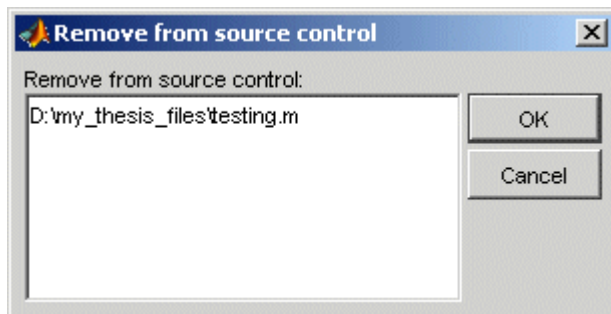 Remove from source control
Remove from source control:
D:\my_thesis_files\testing.m
OK
Cancel